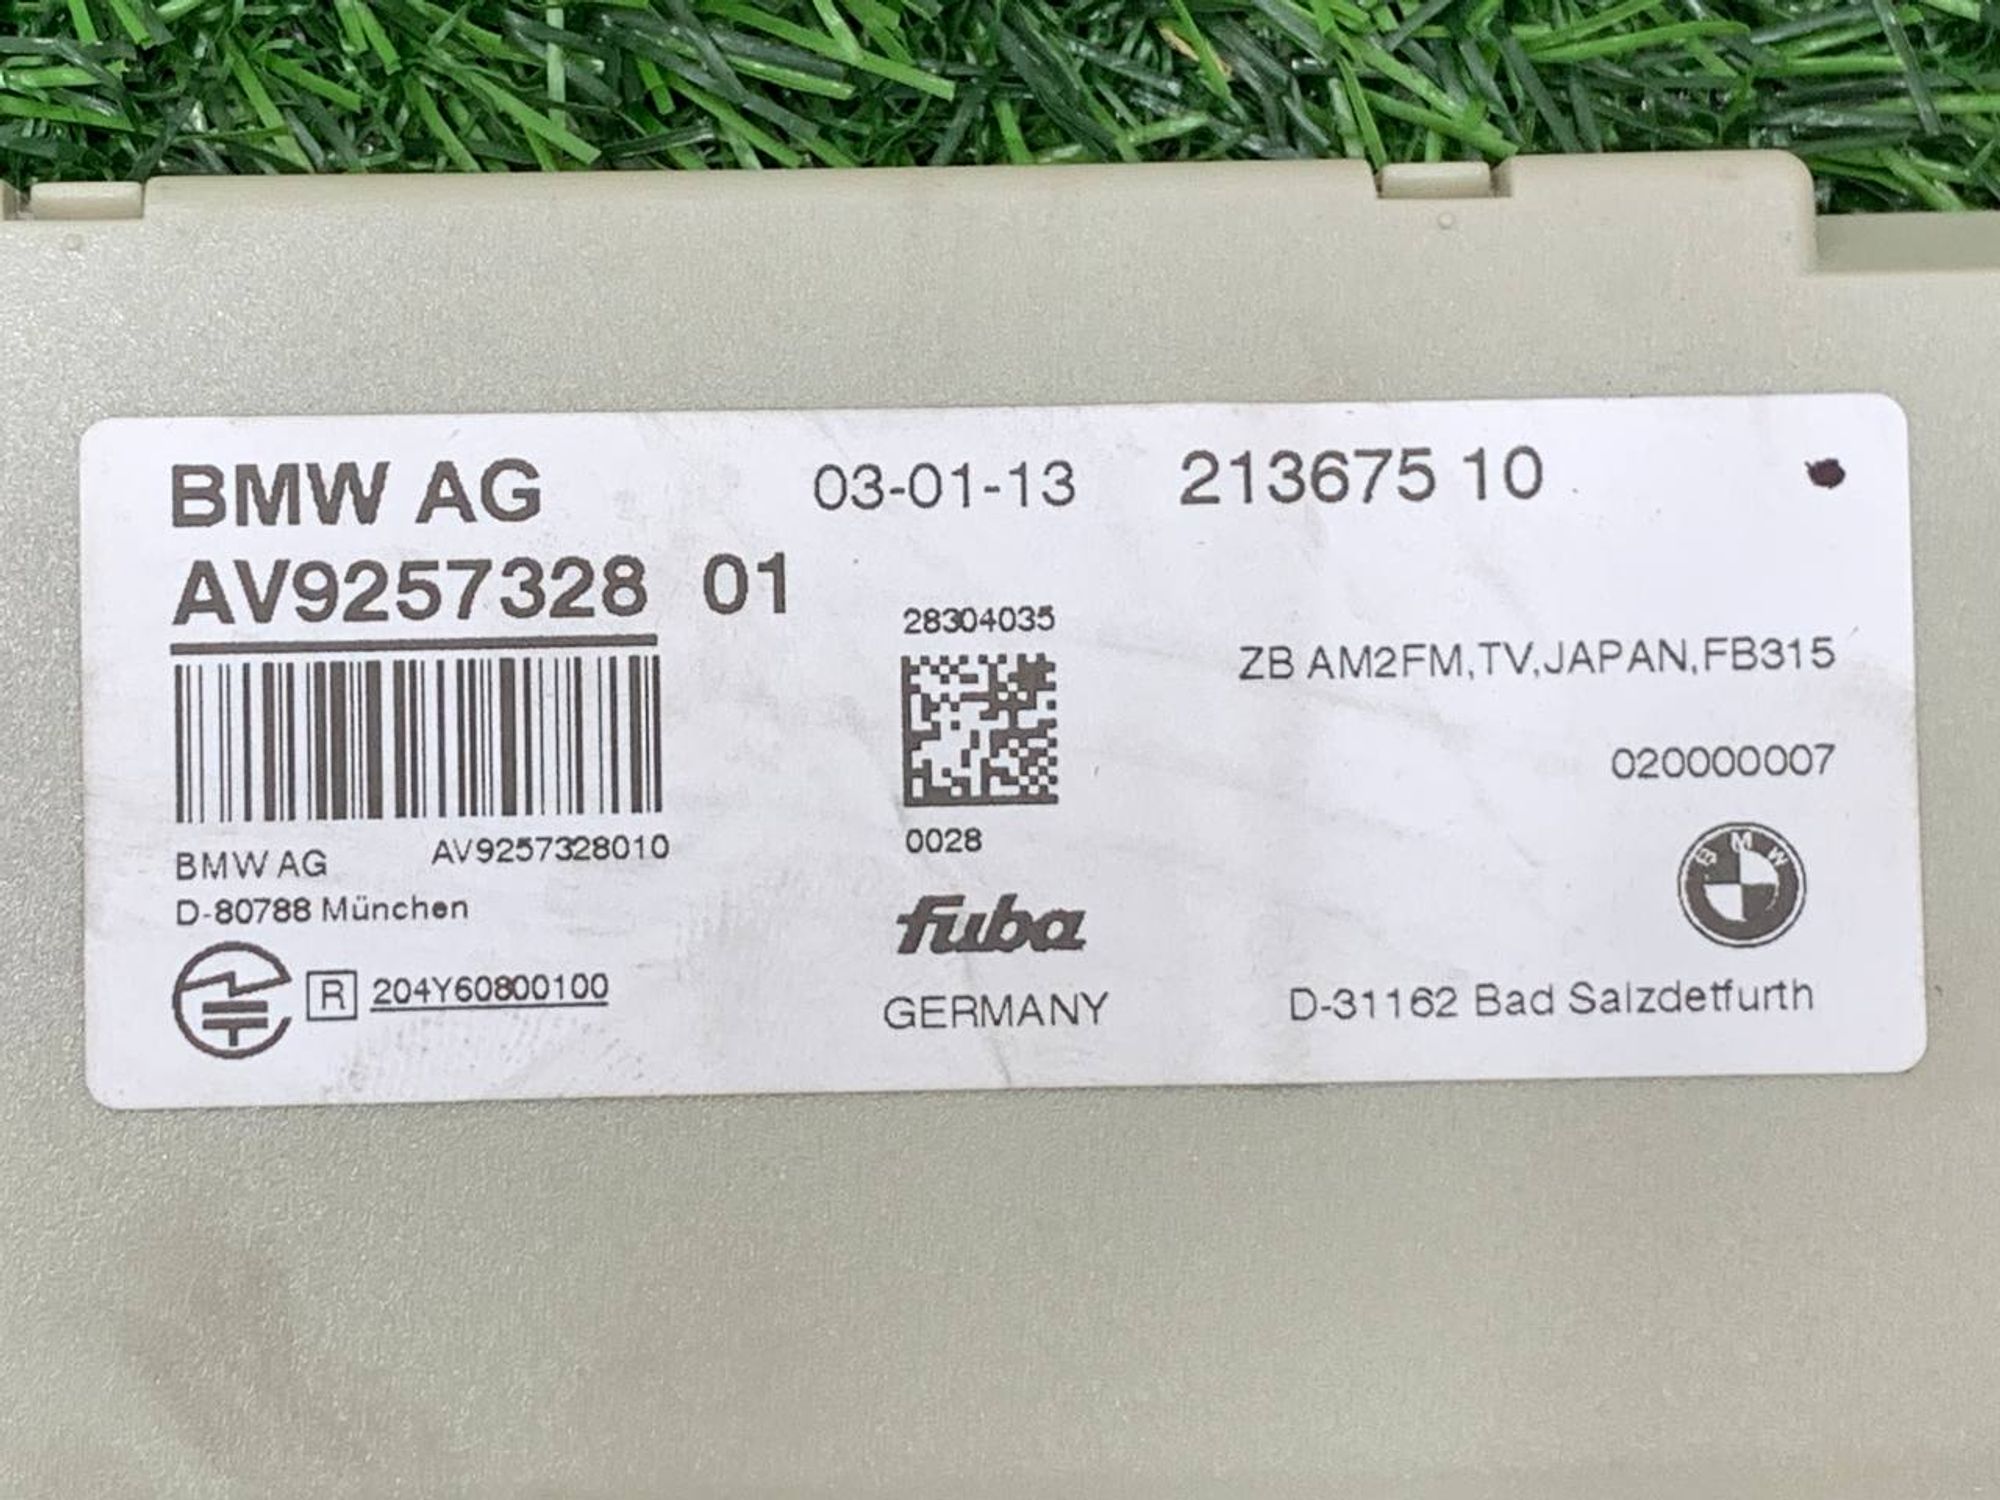 BMW AG 03-01-13 213675 10
AV9257328 01
28304035
ZB AM2FM,TV,JAPAN,FB315
020000007
AV9257328010
0028
BMW AG
D-80788 München
BMW
fuba
R 204Y60800100
GERMANY
D-31162 Bad Salzdetfurth